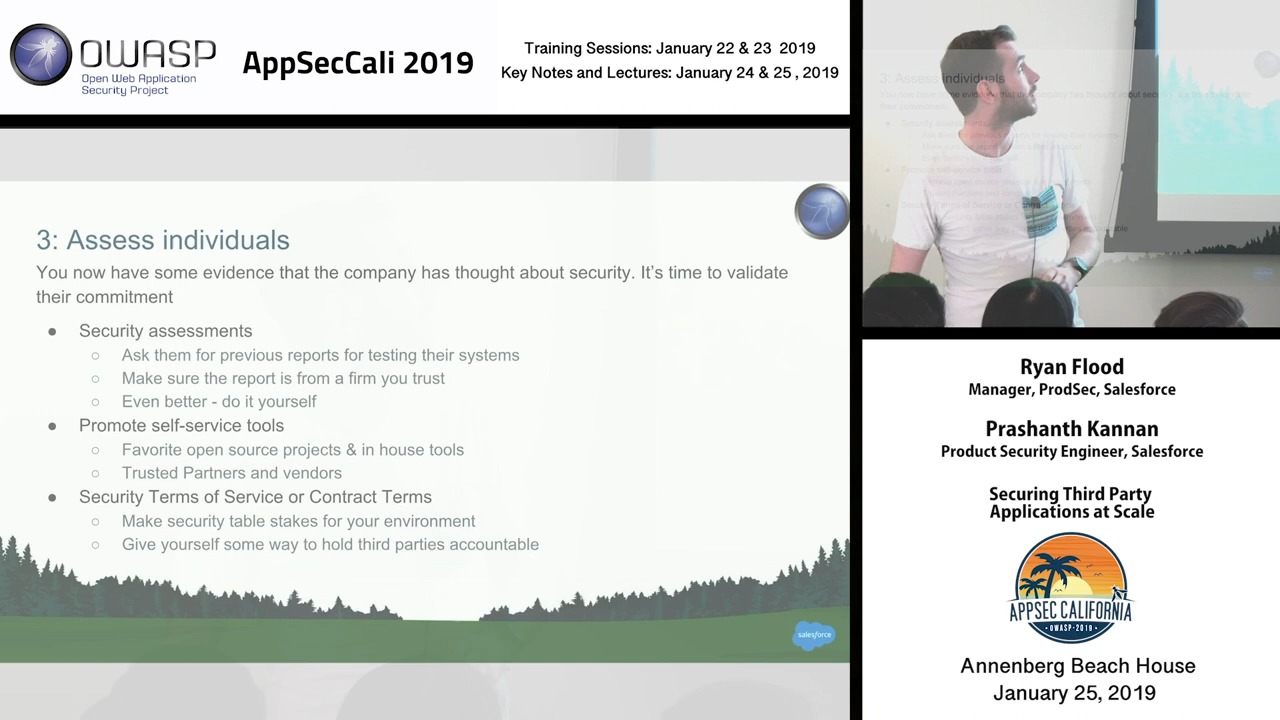 OWASP
Open Web Application
Security Project
AppSecCali 2019
Training Sessions: January 22 & 23 2019
Key Notes and Lectures: January 24 & 25 , 2019
3: Assess individuals
You now have some evidence that the company has thought about security. It's time to validate
their commitment
● Security assessments
○ Ask them for previous reports for testing their systems
○ Make sure the report is from a firm you trust
○ Even better - do it yourself
● Promote self-service tools
○ Favorite open source projects & in house tools
○ Trusted Partners and vendors
● Security Terms of Service or Contract Terms
○ Make security table stakes for your environment
○ Give yourself some way to hold third parties accountable
salesforce
3: Assess individuals
Ryan Flood
Manager, ProdSec, Salesforce
Prashanth Kannan
Product Security Engineer, Salesforce
Securing Third Party
Applications at Scale
APPSEC CALIFORNIA
• OWASP-2019 •
Annenberg Beach House
January 25, 2019